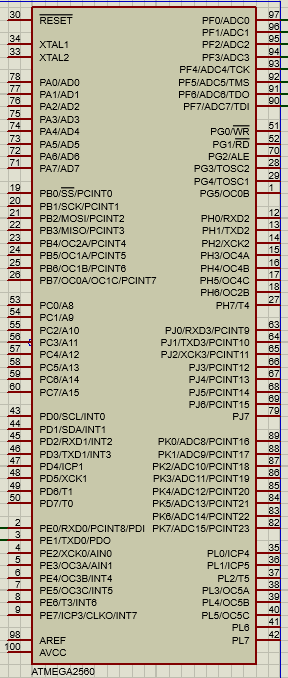 30 RESET PF0/ADC0 97
PF1/ADC1 96
34 XTAL1 PF2/ADC2 95
33 XTAL2 PF3/ADC3 94
PF4/ADC4/TCK 93
78 PA0/AD0 PF5/ADC5/TMS 92
77 PA1/AD1 PF6/ADC6/TDO 91
76 PA2/AD2 PF7/ADC7/TDI 90
75 PA3/AD3
74 PA4/AD4 PG0/WR 51
73 PA5/AD5 PG1/RD 52
72 PA6/AD6 PG2/ALE 70
71 PA7/AD7 PG3/TOSC2 28
PG4/TOSC1 29
19 PB0/SS/PCINT0 PG5/OC0B 1
20 PB1/SCK/PCINT1
21 PB2/MOSI/PCINT2 PH0/RXD2 12
22 PB3/MISO/PCINT3 PH1/TXD2 13
23 PB4/OC2A/PCINT4 PH2/XCK2 14
24 PB5/OC1A/PCINT5 PH3/OC4A 15
25 PB6/OC1B/PCINT6 PH4/OC4B 16
26 PB7/OC0A/OC1C/PCINT7 PH5/OC4C 17
PH6/OC2B 18
53 PC0/A8 PH7/T4 27
54 PC1/A9
55 PC2/A10 PJ0/RXD3/PCINT9 63
56 PC3/A11 PJ1/TXD3/PCINT10 64
57 PC4/A12 PJ2/XCK3/PCINT11 65
58 PC5/A13 PJ3/PCINT12 66
59 PC6/A14 PJ4/PCINT13 67
60 PC7/A15 PJ5/PCINT14 68
PJ6/PCINT15 69
43 PD0/SCL/INT0 PJ7 79
44 PD1/SDA/INT1
45 PD2/RXD1/INT2 PK0/ADC8/PCINT16 89
46 PD3/TXD1/INT3 PK1/ADC9/PCINT17 88
47 PD4/ICP1 PK2/ADC10/PCINT18 87
48 PD5/XCK1 PK3/ADC11/PCINT19 86
49 PD6/T1 PK4/ADC12/PCINT20 85
50 PD7/T0 PK5/ADC13/PCINT21 84
PK6/ADC14/PCINT22 83
2 PE0/RXD0/PCINT8/PDI PK7/ADC15/PCINT23 82
3 PE1/TXD0/PDO
4 PE2/XCK0/AIN0 PL0/ICP4 35
5 PE3/OC3A/AIN1 PL1/ICP5 36
6 PE4/OC3B/INT4 PL2/T5 37
7 PE5/OC3C/INT5 PL3/OC5A 38
8 PE6/T3/INT6 PL4/OC5B 39
9 PE7/ICP3/CLKO/INT7 PL5/OC5C 40
PL6 41
98 AREF PL7 42
100 AVCC
ATMEGA2560